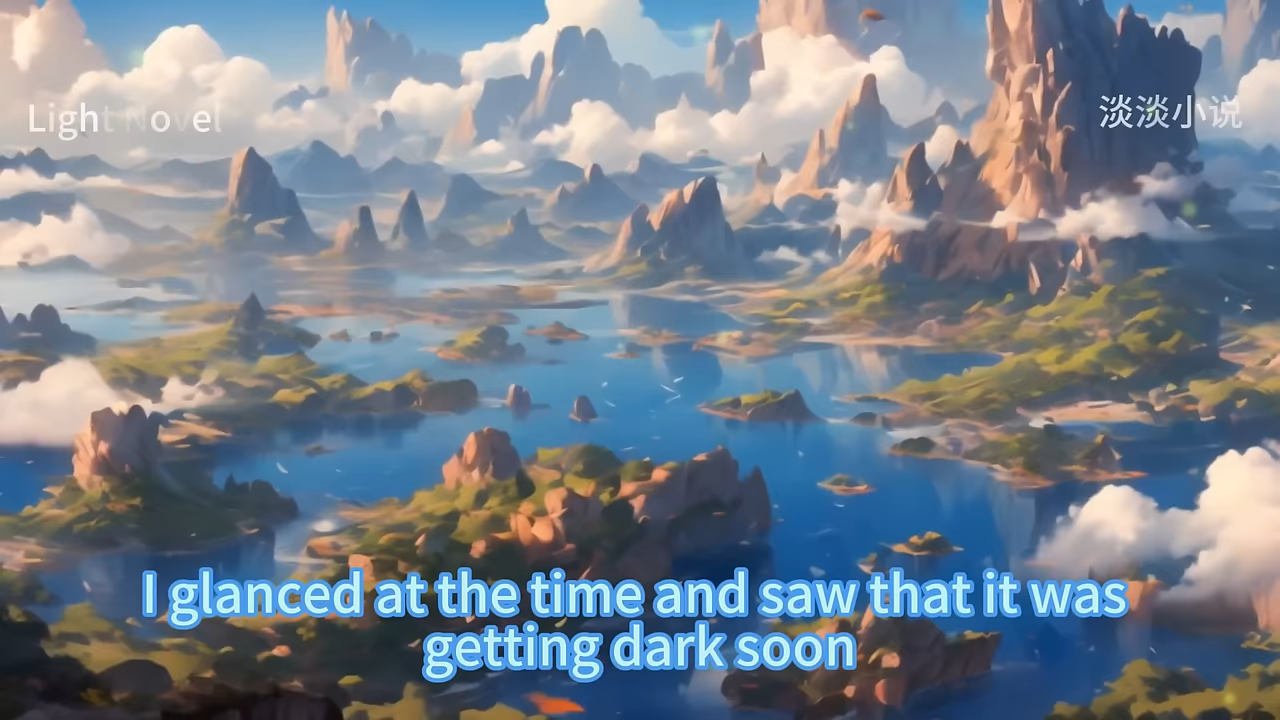 Light Novel
淡淡小说
I glanced at the time and saw that it was
getting dark soon